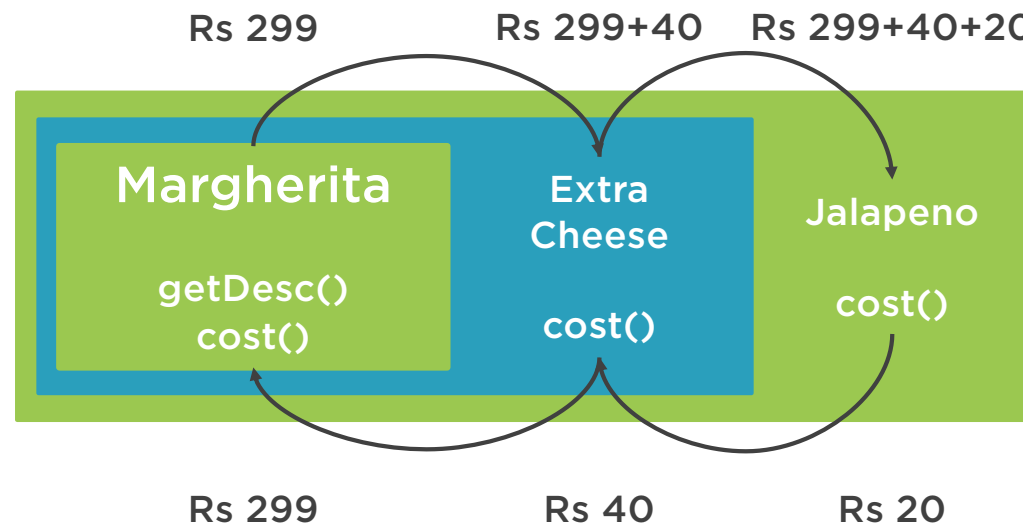 Rs 299
Rs 299+40
Rs 299+40+20
Margherita
getDesc()
cost()
Extra
Cheese
cost()
Jalapeno
cost()
Rs 299
Rs 40
Rs 20